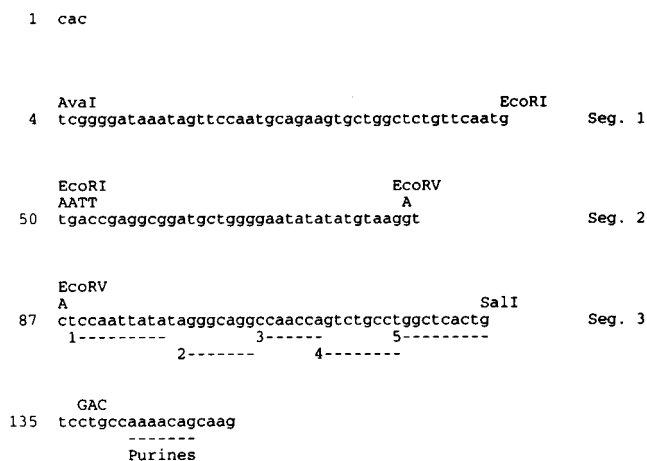 1 cac
AvaI EcoRI
4 tcggggataaatagttccaatgcagaagtgctggctctgttcaatg Seg. 1
EcoRI EcoRV
AATT A
50 tgaccgaggcggatgctggggaatatatatgtaaggt Seg. 2
EcoRV
A SalI
87 ctccaattatatagggcaggccaaccagtctgcctggctcactg Seg. 3
1--------- 3------ 5---------
2------- 4--------
GAC
135 tcctgccaaaacagcaag
-------
Purines